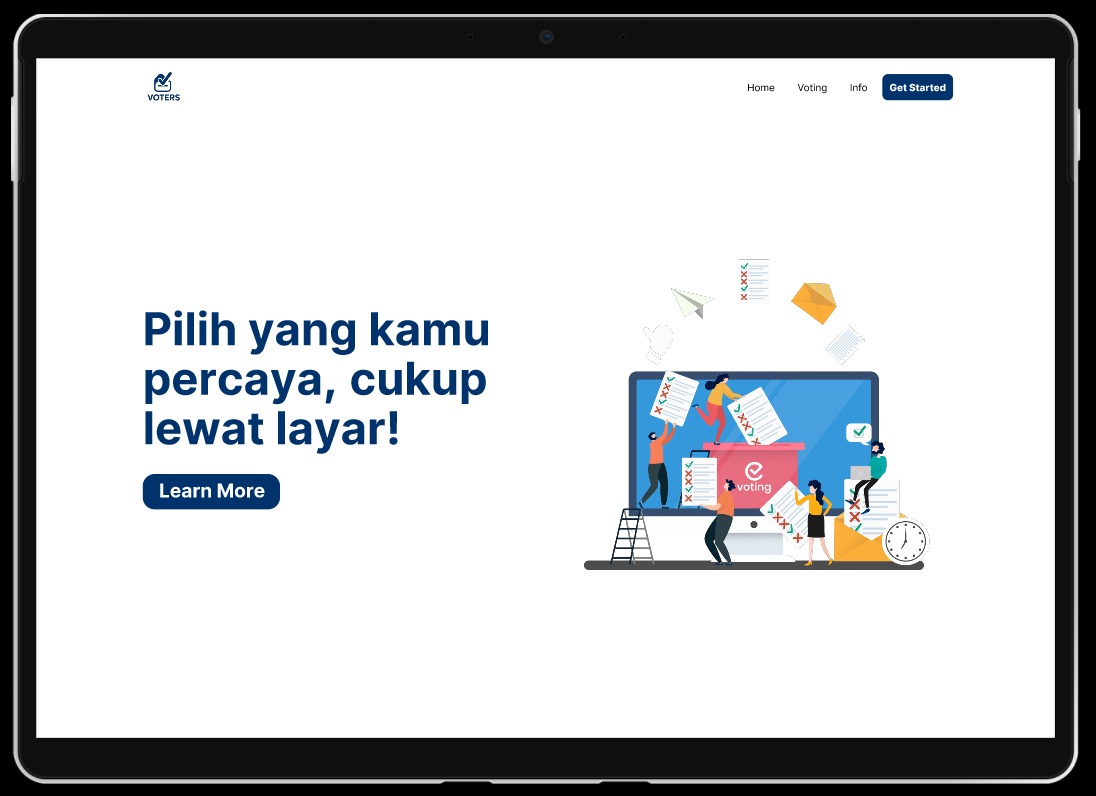 VOTERS
Home Voting Info Get Started
Pilih yang kamu
percaya, cukup
lewat layar!
Learn More
voting